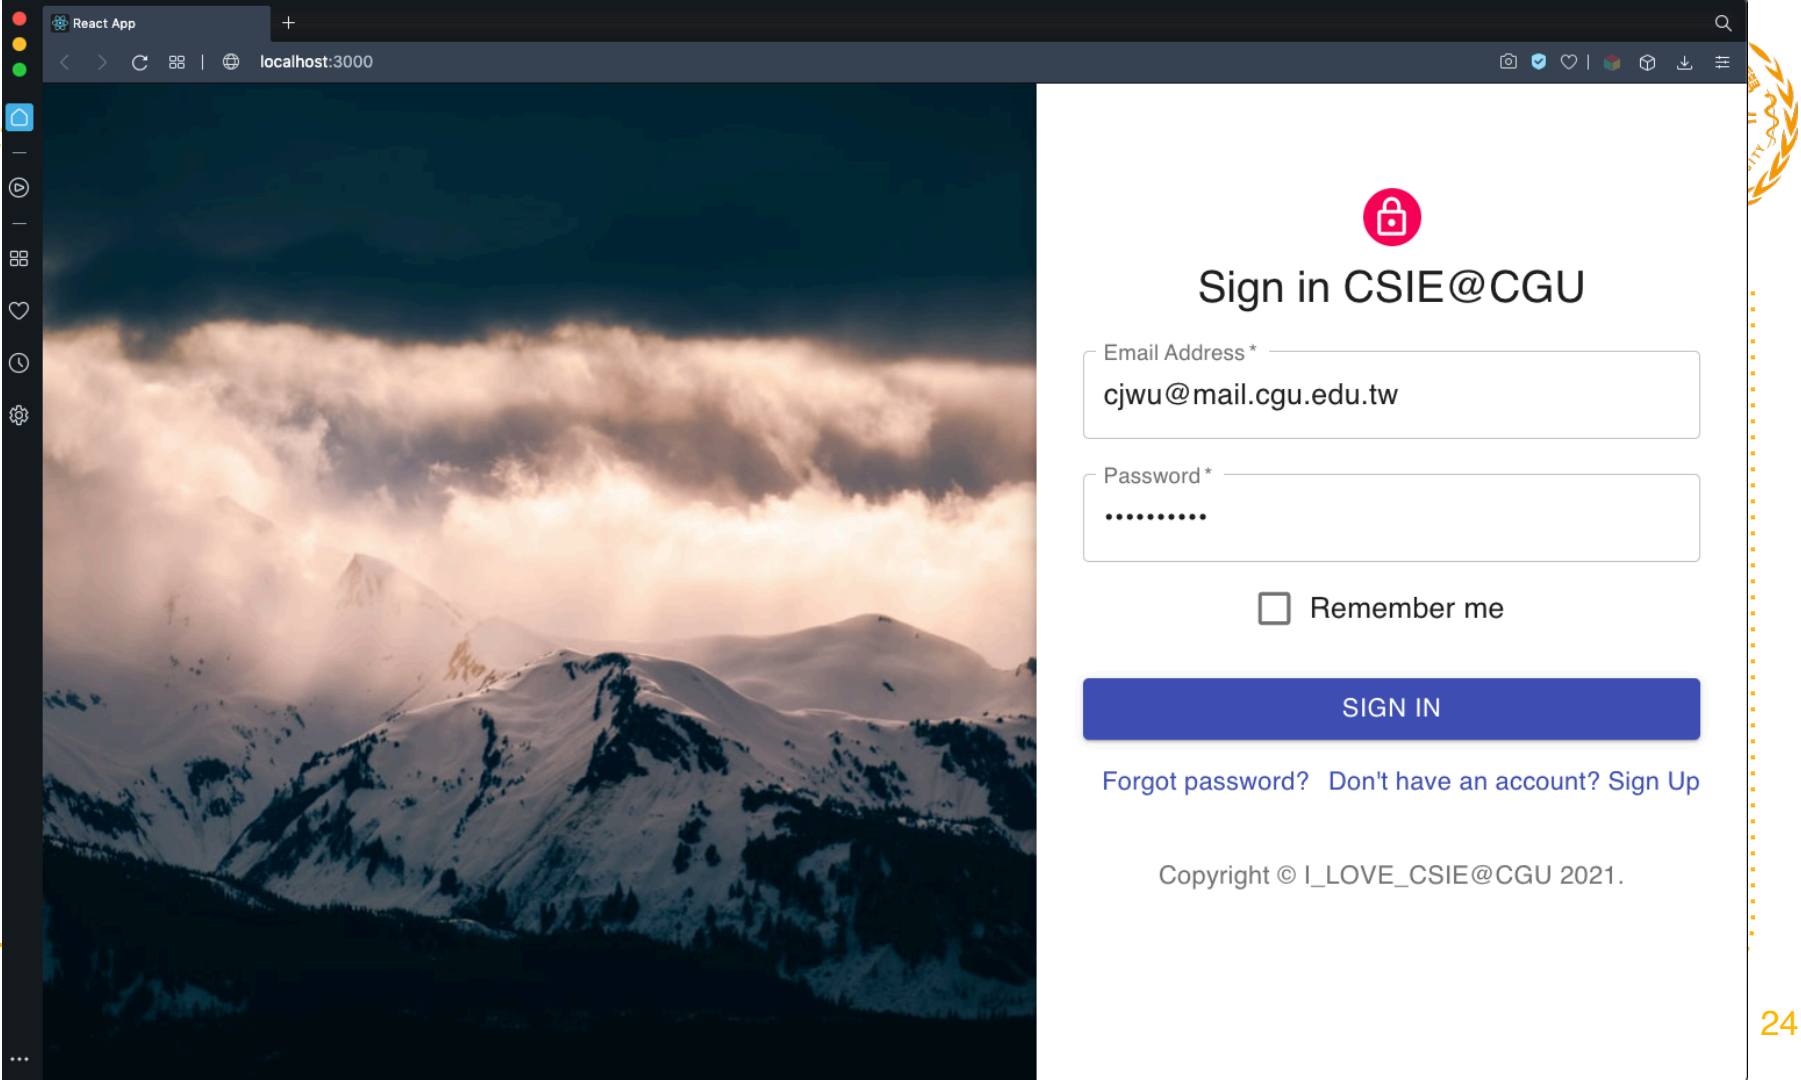 React App
localhost:3000
Sign in CSIE@CGU
Email Address *
cjwu@mail.cgu.edu.tw
Password *
••••••••••
Remember me
SIGN IN
Forgot password? Don't have an account? Sign Up
Copyright © I_LOVE_CSIE@CGU 2021.
24